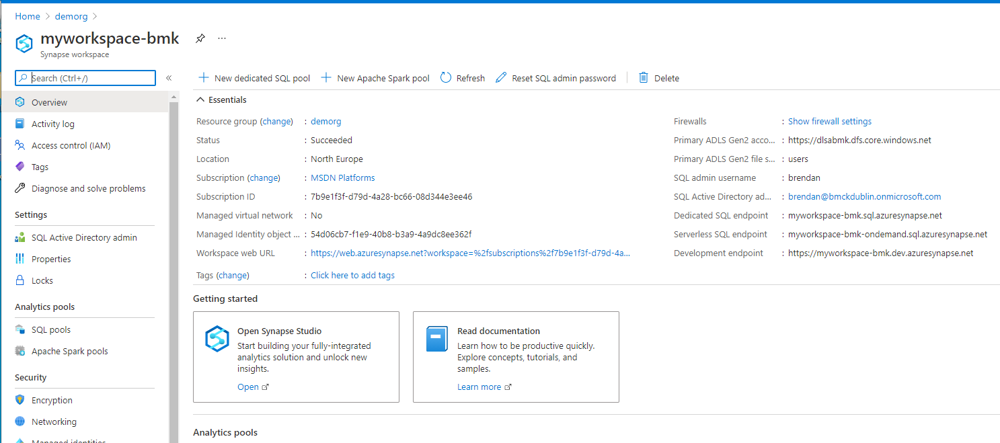 Home > demorg >
myworkspace-bmk ...
Synapse workspace
Search (Ctrl+/) «
Overview
Activity log
Access control (IAM)
Tags
Diagnose and solve problems
Settings
SQL Active Directory admin
Properties
Locks
Analytics pools
SQL pools
Apache Spark pools
Security
Encryption
Networking
Managed identities
New dedicated SQL pool New Apache Spark pool Refresh Reset SQL admin password Delete
Essentials
Resource group (change) : demorg
Status : Succeeded
Location : North Europe
Subscription (change) : MSDN Platforms
Subscription ID : 7b9e1f3f-d79d-4a28-bc66-08d344e3ee46
Managed virtual network : No
Managed Identity object ... : 54d06cb7-f1e9-40b8-b3a9-4a9dc8ee362f
Workspace web URL : https://web.azuresynapse.net?workspace=%2fsubscriptions%2f7b9e1f3f-d79d-4a...
Tags (change) : Click here to add tags
Firewalls : Show firewall settings
Primary ADLS Gen2 acco... : https://dlsabmk.dfs.core.windows.net
Primary ADLS Gen2 file s... : users
SQL admin username : brendan
SQL Active Directory ad... : brendan@bmckdublin.onmicrosoft.com
Dedicated SQL endpoint : myworkspace-bmk.sql.azuresynapse.net
Serverless SQL endpoint : myworkspace-bmk-ondemand.sql.azuresynapse.net
Development endpoint : https://myworkspace-bmk.dev.azuresynapse.net
Getting started
Open Synapse Studio
Start building your fully-integrated
analytics solution and unlock new
insights.
Open
Read documentation
Learn how to be productive quickly.
Explore concepts, tutorials, and
samples.
Learn more
Analytics pools